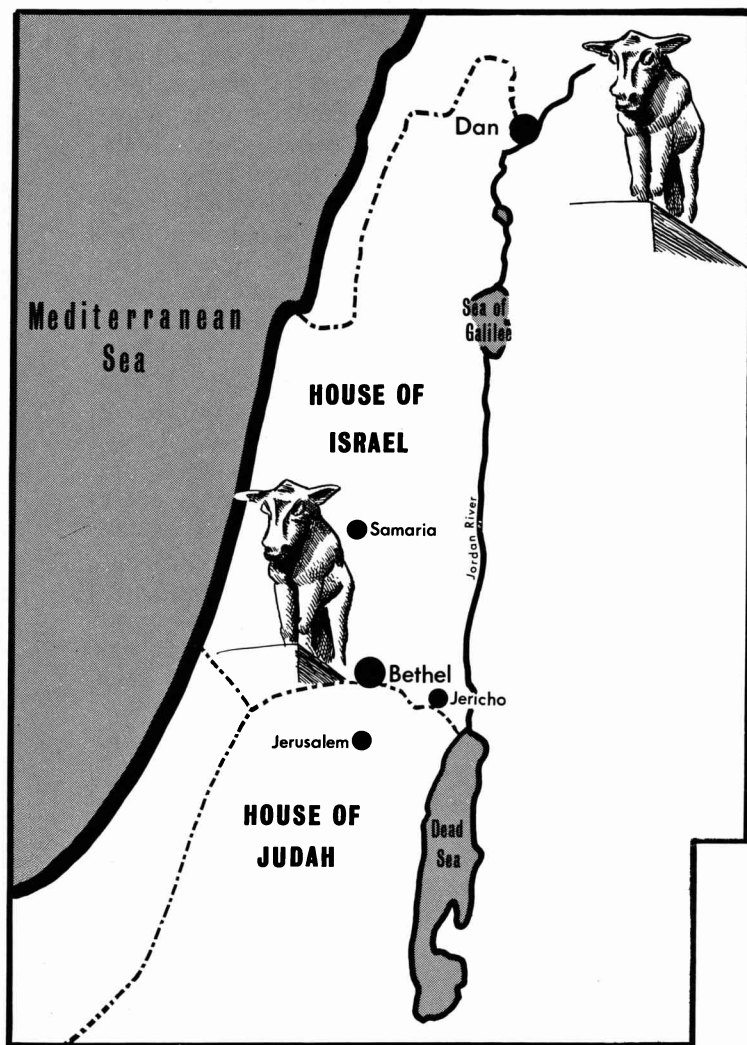 Dan
Mediterranean
Sea
Sea of
Galilee
HOUSE OF
ISRAEL
Samaria
Jordan River
Bethel
Jericho
Jerusalem
HOUSE OF
JUDAH
Dead
Sea